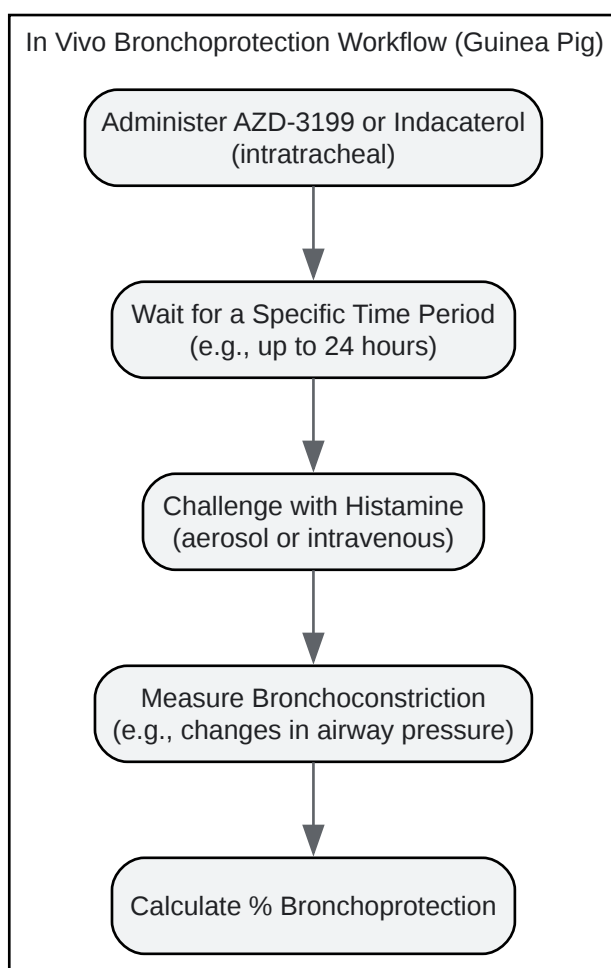 In Vivo Bronchoprotection Workflow (Guinea Pig)
Administer AZD-3199 or Indacaterol
(intratracheal)
Wait for a Specific Time Period
(e.g., up to 24 hours)
Challenge with Histamine
(aerosol or intravenous)
Measure Bronchoconstriction
(e.g., changes in airway pressure)
Calculate % Bronchoprotection